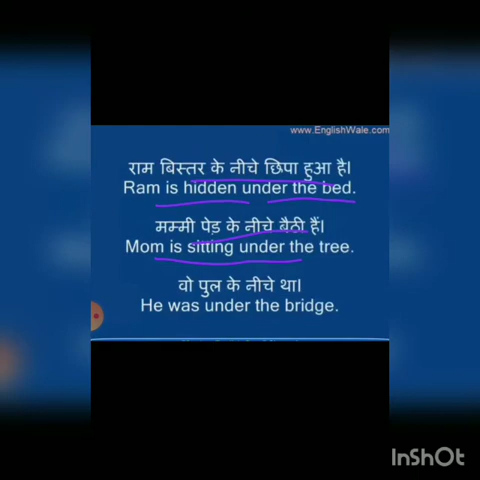 www.EnglishWale.com
राम बिस्तर के नीचे छिपा हुआ है।
Ram is hidden under the bed.
मम्मी पेड़ के नीचे बैठी हैं।
Mom is sitting under the tree.
वो पुल के नीचे था।
He was under the bridge.
InShOt